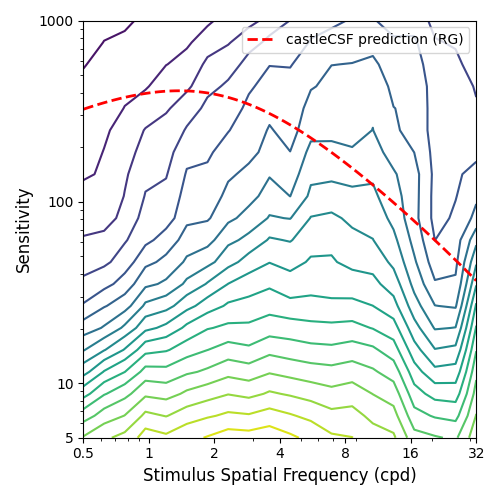 1000
castleCSF prediction (RG)
100
10
5
Sensitivity
0.5 1 2 4 8 16 32
Stimulus Spatial Frequency (cpd)